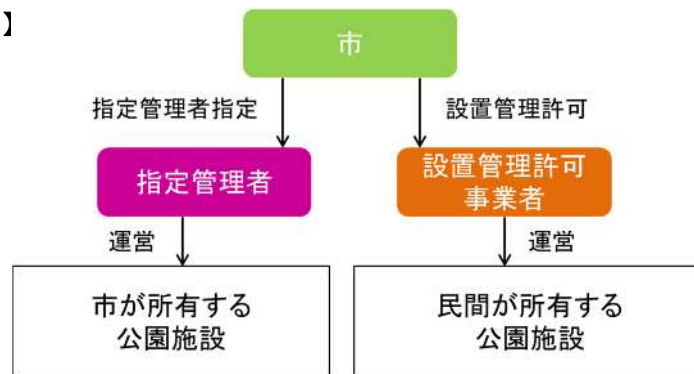 】
市
指定管理者指定
設置管理許可
指定管理者
設置管理許可
事業者
運営
運営
市が所有する
公園施設
民間が所有する
公園施設